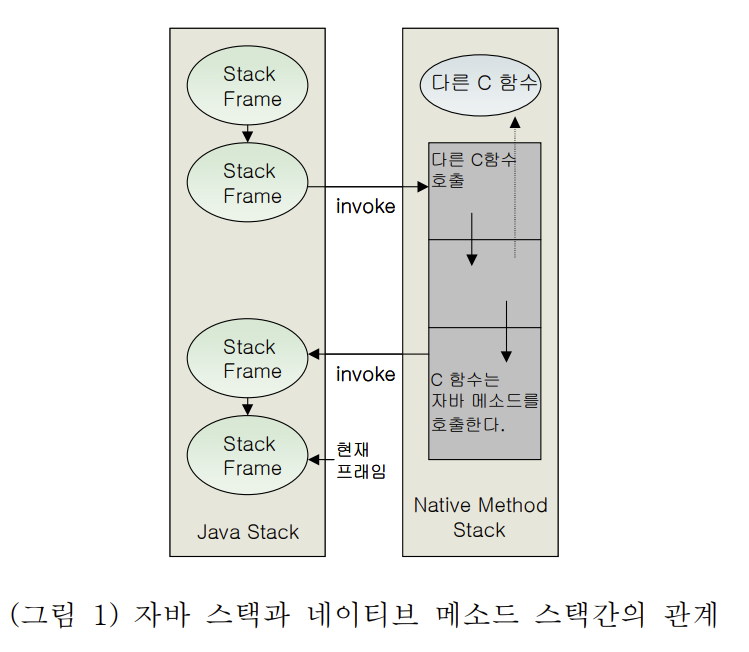 Stack
Frame
Stack
Frame
invoke
Stack
Frame
invoke
Stack
Frame
현재
프래임
Java Stack
다른 C 함수
다른 C함수
호출
C 함수는
자바 메소드를
호출한다.
Native Method
Stack
(그림 1) 자바 스택과 네이티브 메소드 스택간의 관계